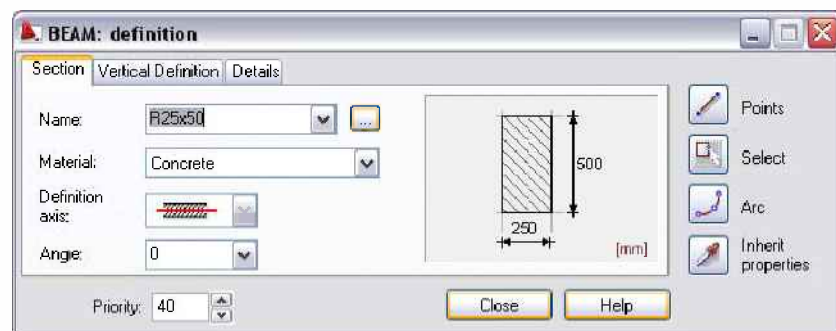 BEAM: definition
Section Vertical Definition Details
Name: R25x50 ...
Material: Concrete
Definition axis:
Angle: 0
500
250
[mm]
Points
Select
Arc
Inherit properties
Priority: 40
Close Help